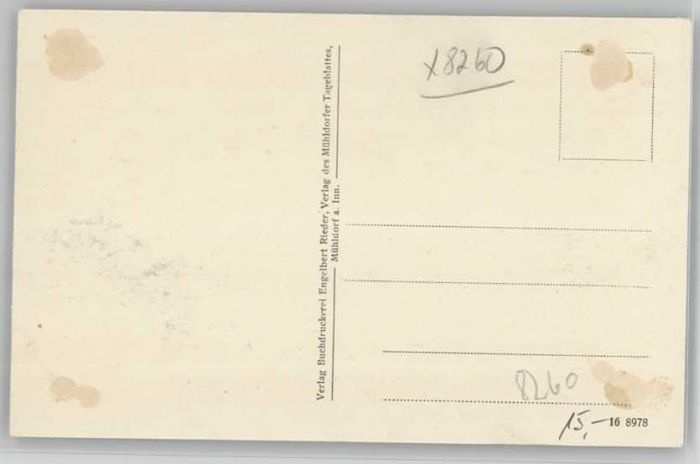 x8260
Verlag Buchdruckerei Engelbert Rieder, Verlag des Mühldorfer Tageblattes,
Mühldorf a. Inn.
8260
15,- 16 8978